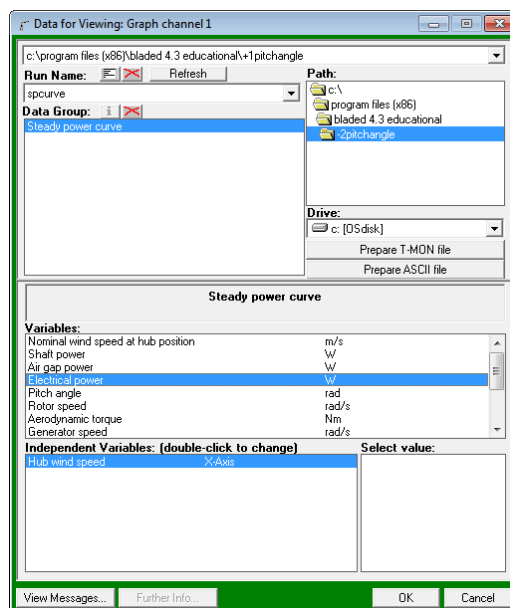 Data for Viewing: Graph channel 1
c:\program files (x86)\bladed 4.3 educational\+1pitchangle
Run Name: Refresh Path:
spcurve
c:\
program files (x86)
bladed 4.3 educational
-2pitchangle
Data Group: i
Steady power curve
Drive:
c: [OSdisk]
Prepare T-MON file
Prepare ASCII file
Steady power curve
Variables:
Nominal wind speed at hub position m/s
Shaft power W
Air gap power W
Electrical power W
Pitch angle rad
Rotor speed rad/s
Aerodynamic torque Nm
Generator speed rad/s
Independent Variables: (double-click to change) Select value:
Hub wind speed X-Axis
View Messages... Further Info... OK Cancel